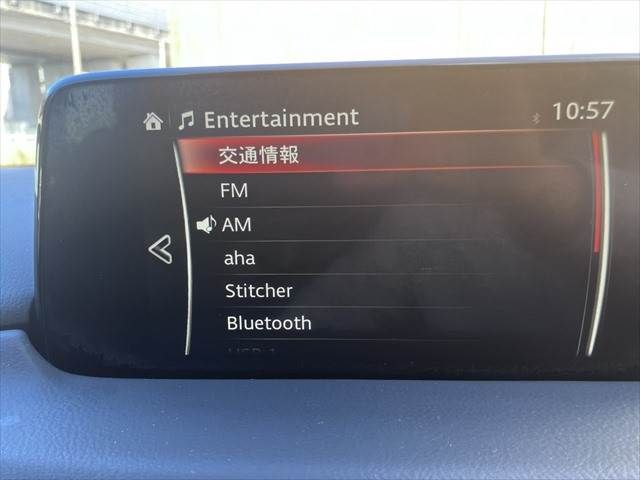 Entertainment 10:57
交通情報
FM
AM
aha
Stitcher
Bluetooth